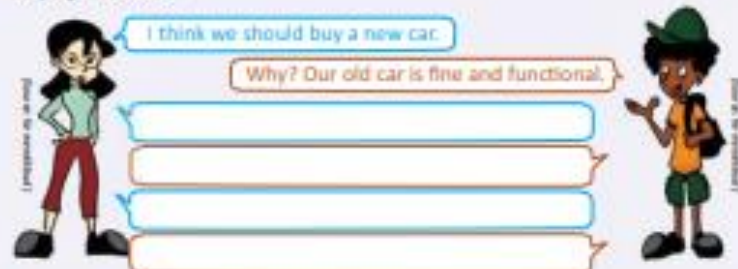 I think we should buy a new car.
Why? Our old car is fine and functional.